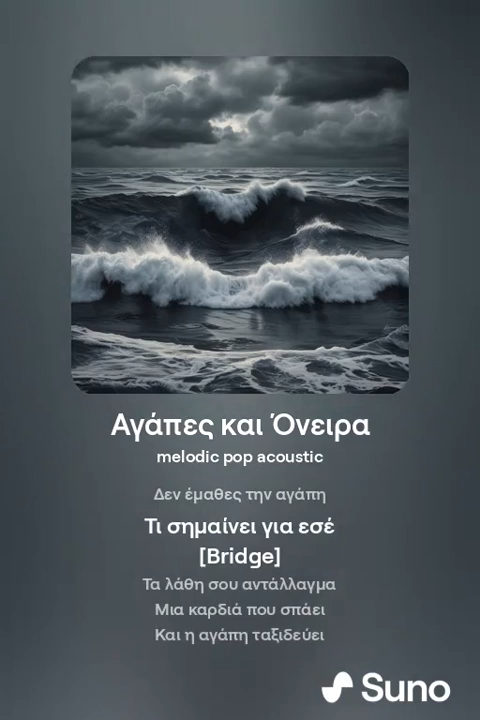 Αγάπες και Όνειρα
melodic pop acoustic
Δεν έμαθες την αγάπη
Τι σημαίνει για εσέ
[Bridge]
Τα λάθη σου αντάλλαγμα
Μια καρδιά που σπάει
Και η αγάπη ταξιδεύει
Suno